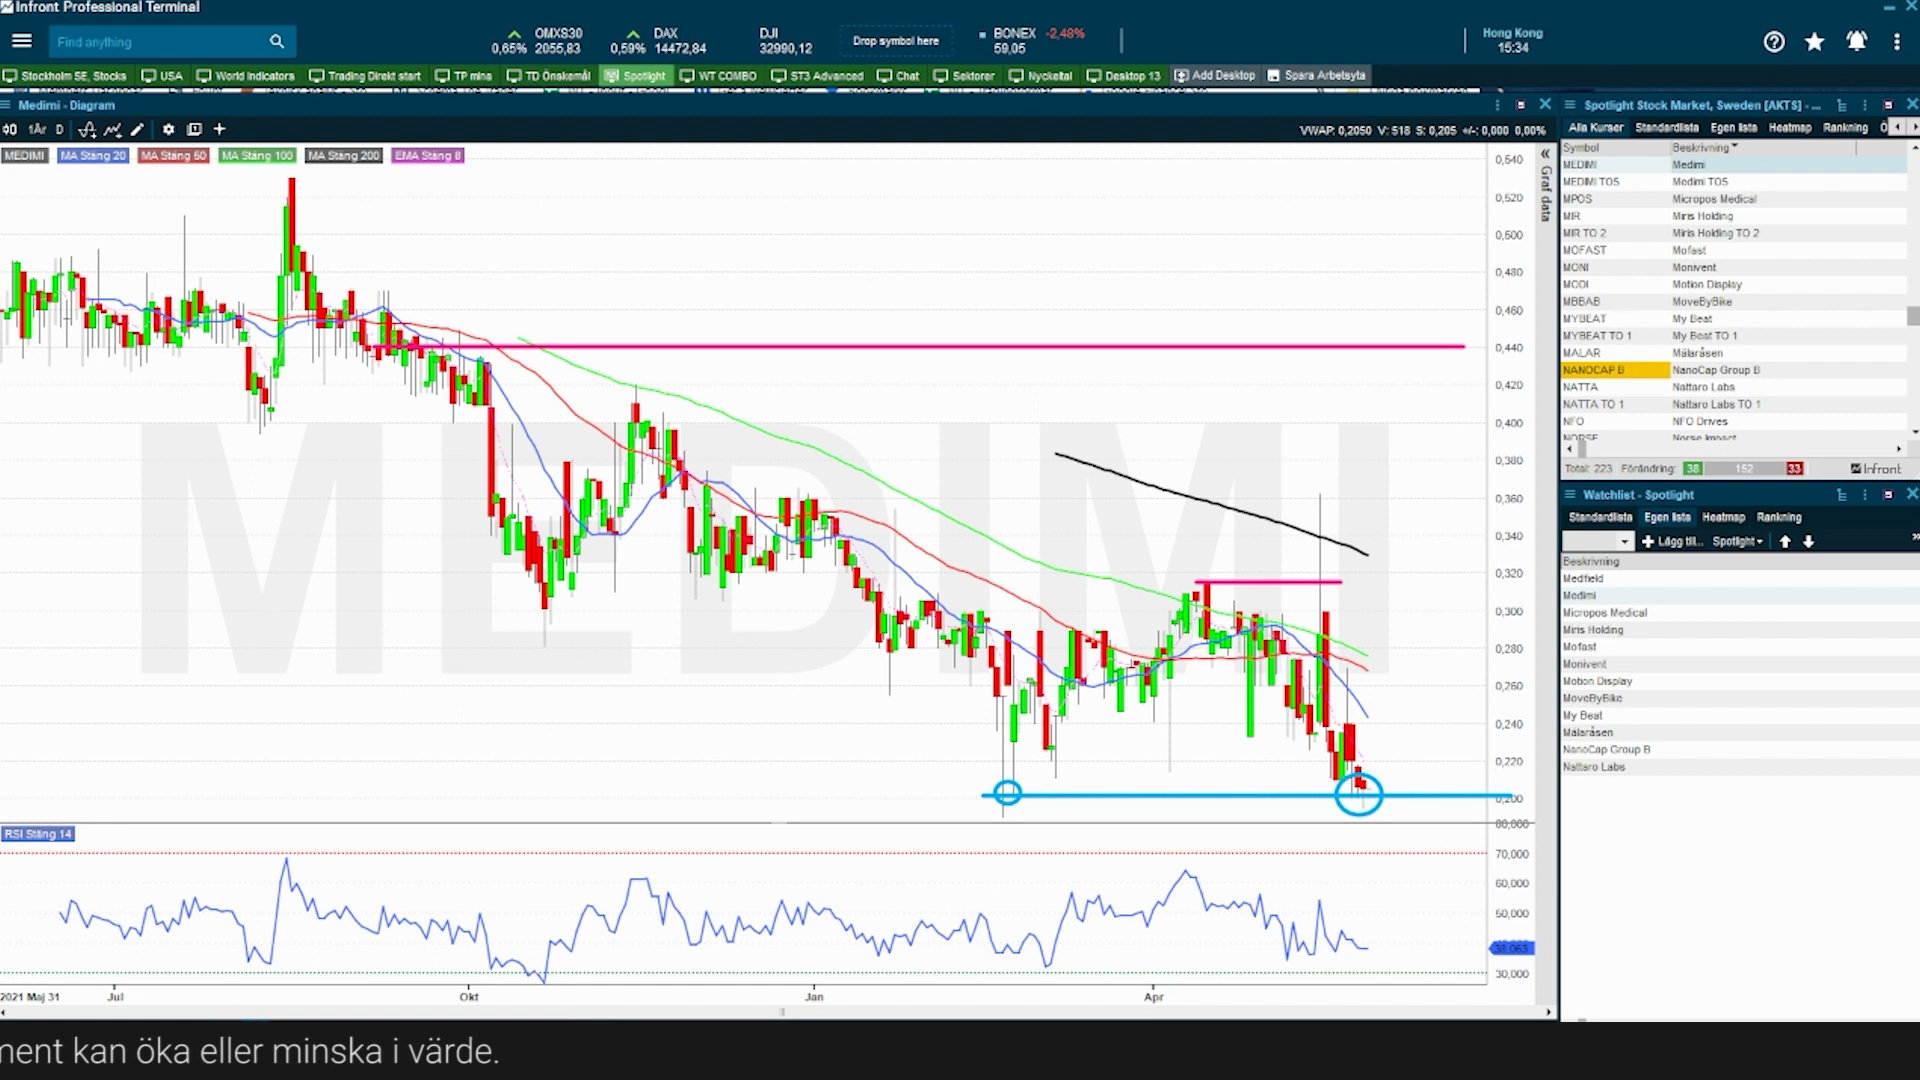 Infront Professional Terminal
Find anything
0,65% OMXS30 2055,83
0,59% DAX 14472,84
DJI 32990,12
Drop symbol here
BONEX -2,48% 59,05
Hong Kong
15:34
Stockholm SE, Stocks USA World Indicators Trading Direkt start TP mina TD Önskemål Spotlight WT COMBO ST3 Advanced Chat Sektorer Nyckeltal Desktop 13 Add Desktop Spara Arbetsyta
Medimi - Diagram
1År D
VWAP: 0,2050 V: 518 S: 0,205 +/-: 0,000 0,00%
MEDIMI MA Stäng 20 MA Stäng 50 MA Stäng 100 MA Stäng 200 EMA Stäng 8
MEDIMI
0,540
0,520
0,500
0,480
0,460
0,440
0,420
0,400
0,380
0,360
0,340
0,320
0,300
0,280
0,260
0,240
0,220
0,200
Graf data
RSI Stäng 14
80,000
70,000
60,000
50,000
38,063
30,000
2021 Maj 31 Jul Okt Jan Apr
Spotlight Stock Market, Sweden [AKTS] - ...
Alla Kurser Standardlista Egen lista Heatmap Rankning
Symbol Beskrivning
MEDIMI Medimi
MEDIMI TO5 Medimi TO5
MPOS Micropos Medical
MIR Miris Holding
MIR TO 2 Miris Holding TO 2
MOFAST Mofast
MONI Monivent
MODI Motion Display
MBBAB MoveByBike
MYBEAT My Beat
MYBEAT TO 1 My Beat TO 1
MALAR Mälaråsen
NANOCAP B NanoCap Group B
NATTA Nattaro Labs
NATTA TO 1 Nattaro Labs TO 1
NFO NFO Drives
NORSE Norse Impact
Total: 223 Förändring: 38 152 33 Infront
Watchlist - Spotlight
Standardlista Egen lista Heatmap Rankning
Lägg till... Spotlight
Beskrivning
Medfield
Medimi
Micropos Medical
Miris Holding
Mofast
Monivent
Motion Display
MoveByBike
My Beat
Mälaråsen
NanoCap Group B
Nattaro Labs
ment kan öka eller minska i värde.